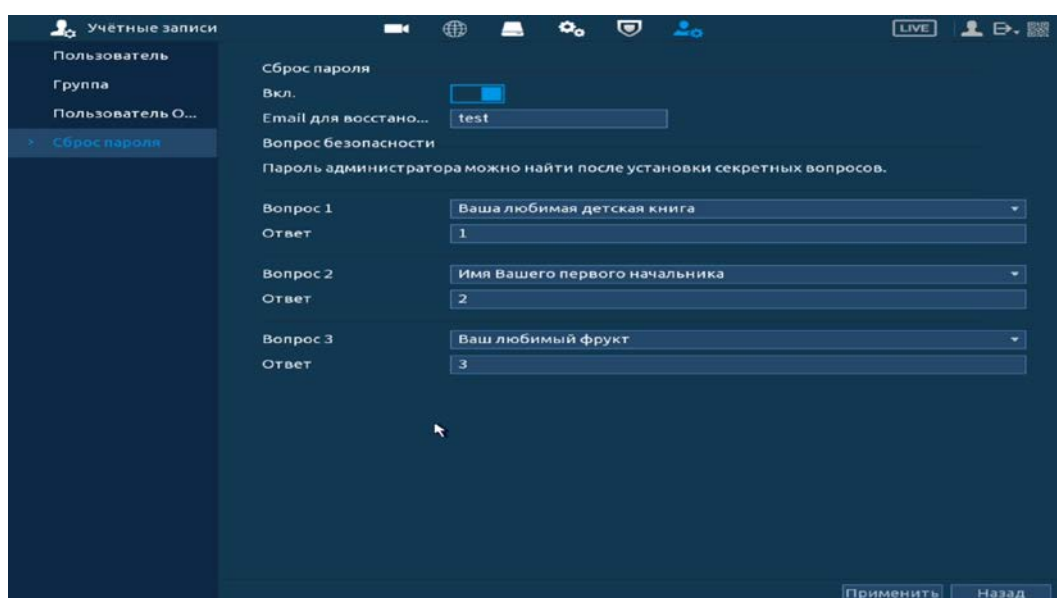 Учётные записи
LIVE
Пользователь
Группа
Пользователь О...
Сброс пароля
Сброс пароля
Вкл.
Email для восстано... test
Вопрос безопасности
Пароль администратора можно найти после установки секретных вопросов.
Вопрос 1 Ваша любимая детская книга
Ответ 1
Вопрос 2 Имя Вашего первого начальника
Ответ 2
Вопрос 3 Ваш любимый фрукт
Ответ 3
Применить Назад